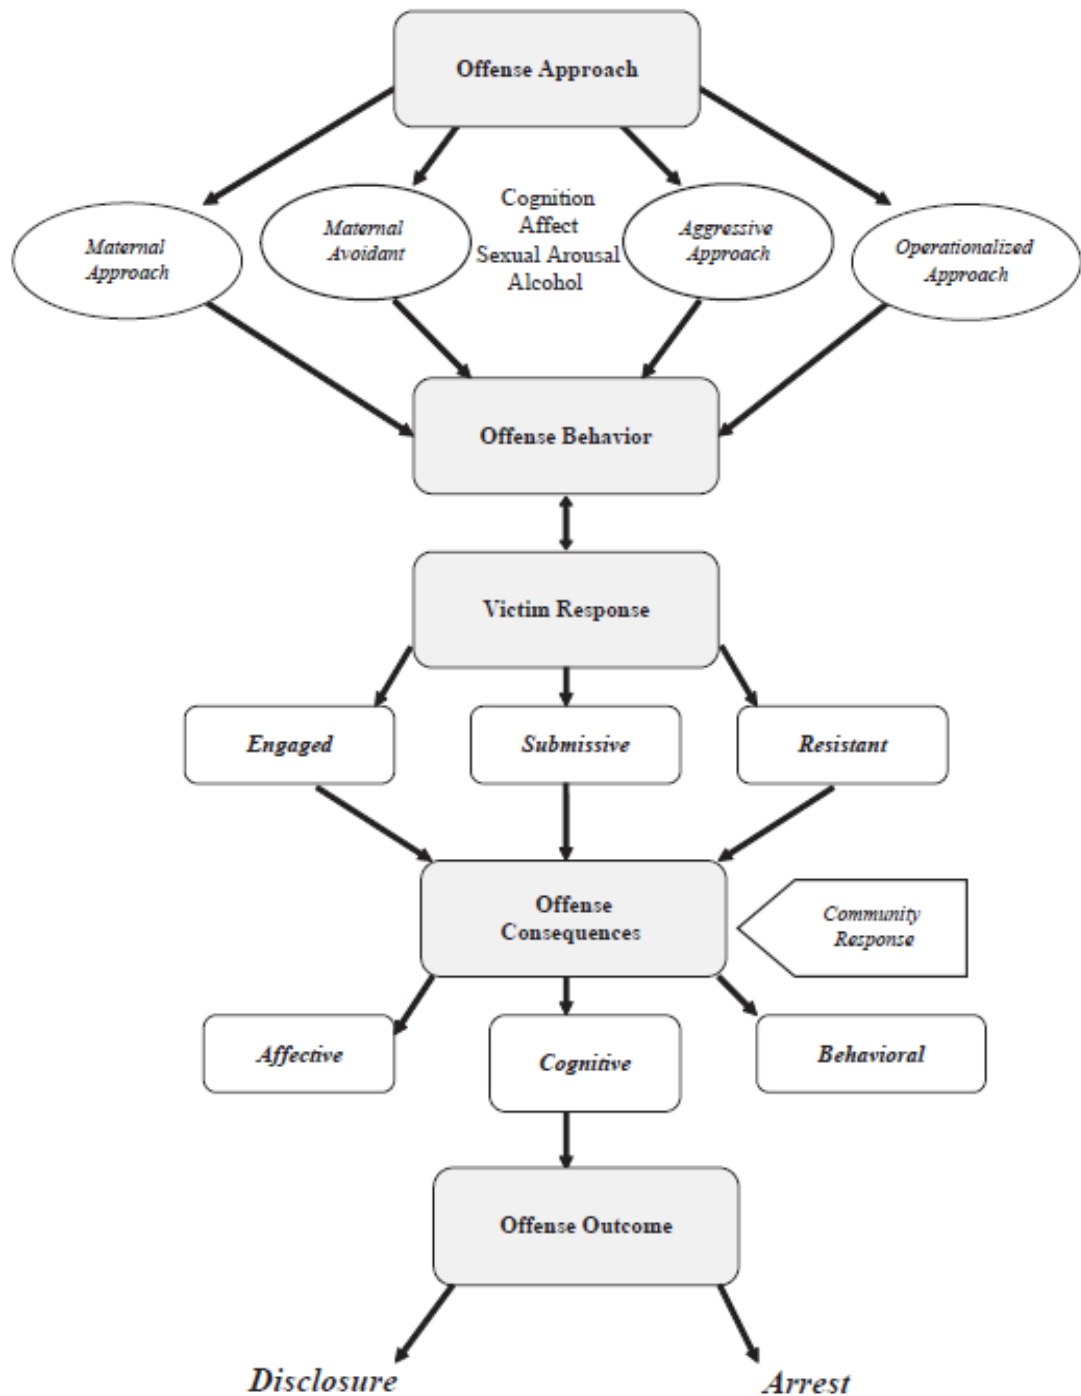 Offense Approach
Maternal
Approach
Maternal
Avoidant
Cognition
Affect
Sexual Arousal
Alcohol
Aggressive
Approach
Operationalized
Approach
Offense Behavior
Victim Response
Engaged
Submissive
Resistant
Offense
Consequences
Community
Response
Affective
Cognitive
Behavioral
Offense Outcome
Disclosure
Arrest